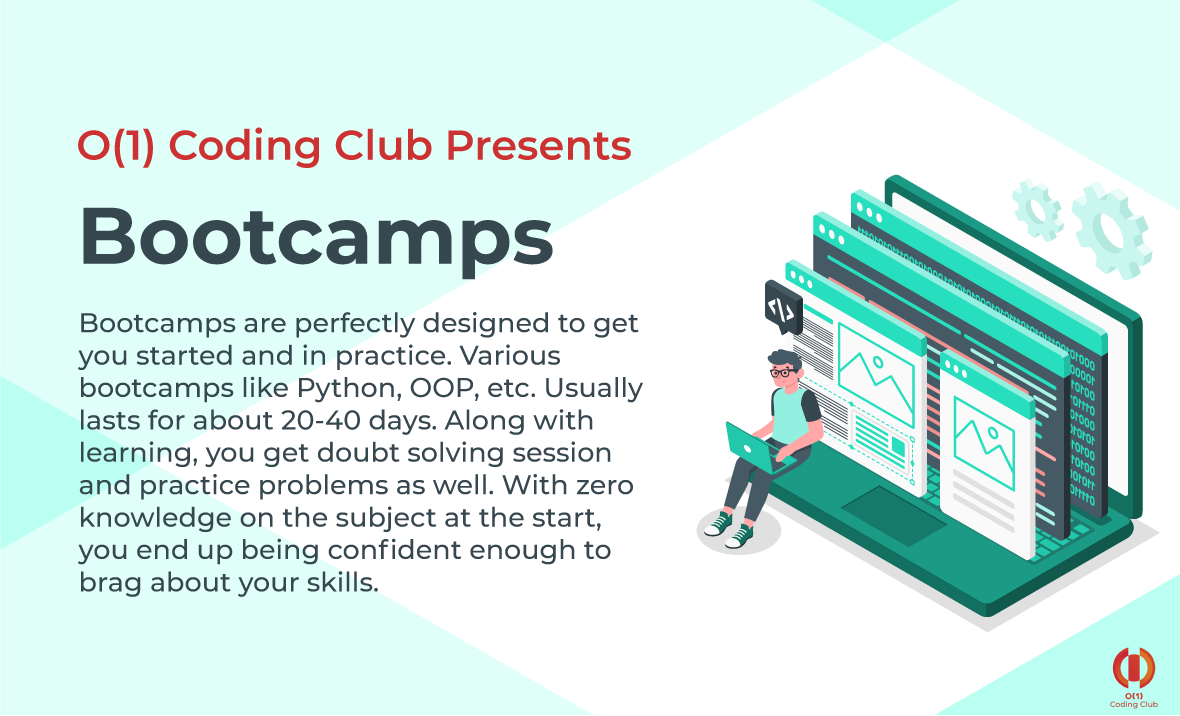 O(1) Coding Club Presents
Bootcamps
Bootcamps are perfectly designed to get
you started and in practice. Various
bootcamps like Python, OOP, etc. Usually
lasts for about 20-40 days. Along with
learning, you get doubt solving session
and practice problems as well. With zero
knowledge on the subject at the start,
you end up being confident enough to
brag about your skills.
</>
O(1)
Coding Club